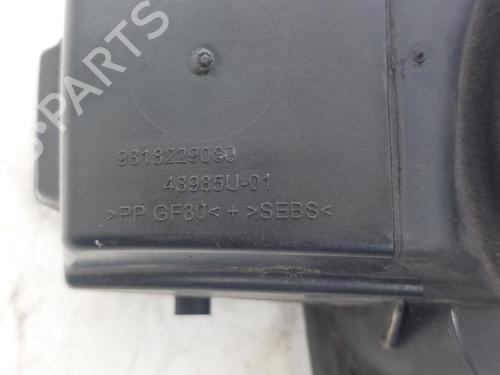 B-PARTS
9618229080
48985U-01
>PP GF30< + >SEBS<